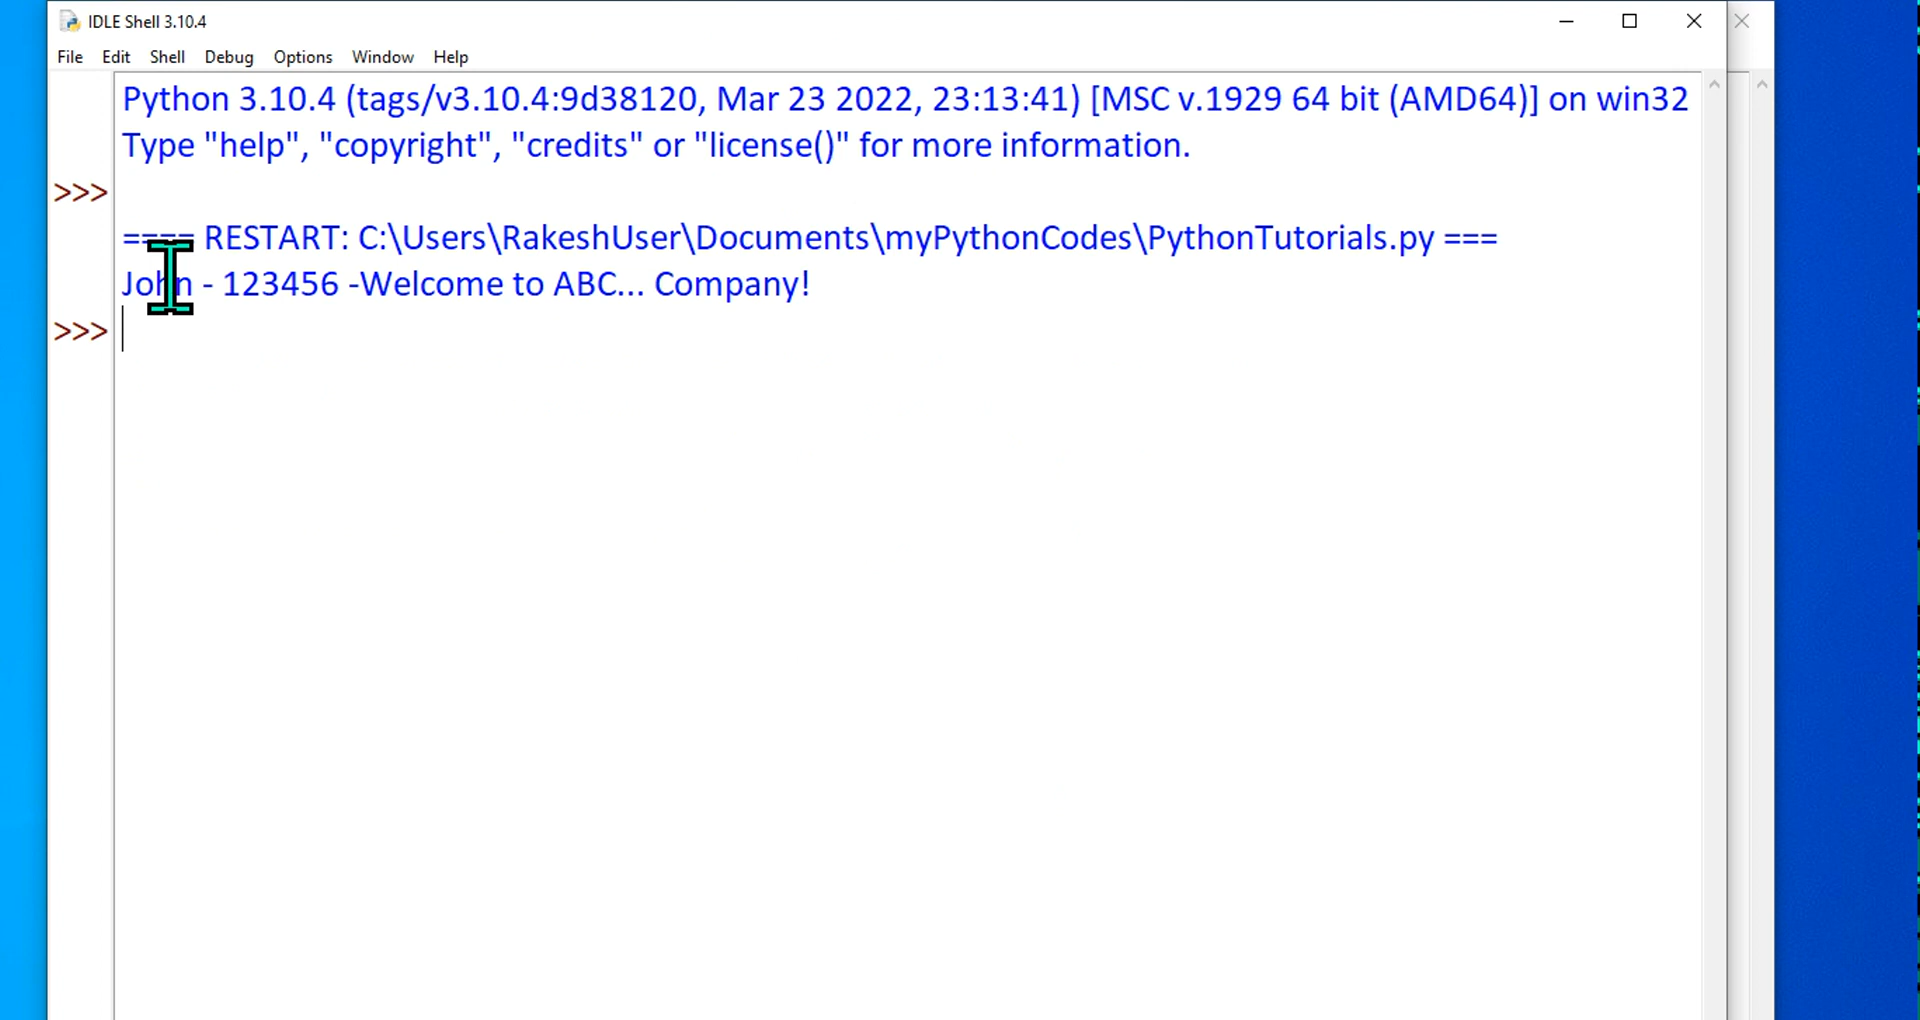 IDLE Shell 3.10.4
File Edit Shell Debug Options Window Help
Python 3.10.4 (tags/v3.10.4:9d38120, Mar 23 2022, 23:13:41) [MSC v.1929 64 bit (AMD64)] on win32
Type "help", "copyright", "credits" or "license()" for more information.
>>>
==== RESTART: C:\Users\RakeshUser\Documents\myPythonCodes\PythonTutorials.py ===
John - 123456 -Welcome to ABC... Company!
>>>